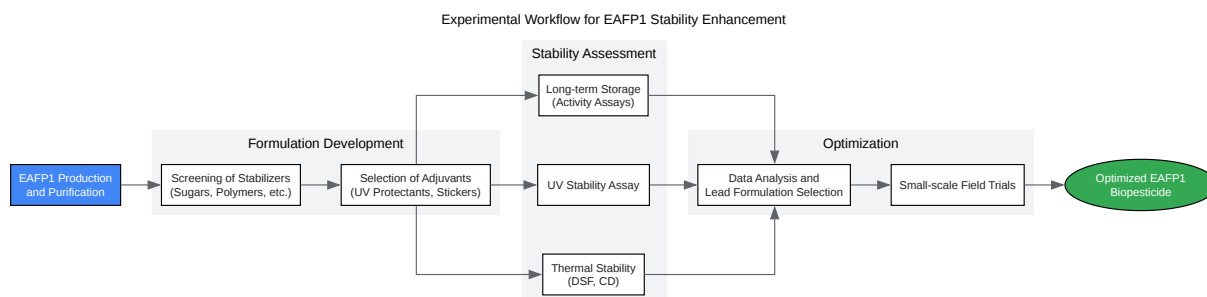 Experimental Workflow for EAFP1 Stability Enhancement
Stability Assessment
Long-term Storage
(Activity Assays)
Formulation Development
Optimization
EAFP1 Production
and Purification
Screening of Stabilizers
(Sugars, Polymers, etc.)
Selection of Adjuvants
(UV Protectants, Stickers)
UV Stability Assay
Data Analysis and
Lead Formulation Selection
Small-scale Field Trials
Optimized EAFP1
Biopesticide
Thermal Stability
(DSF, CD)